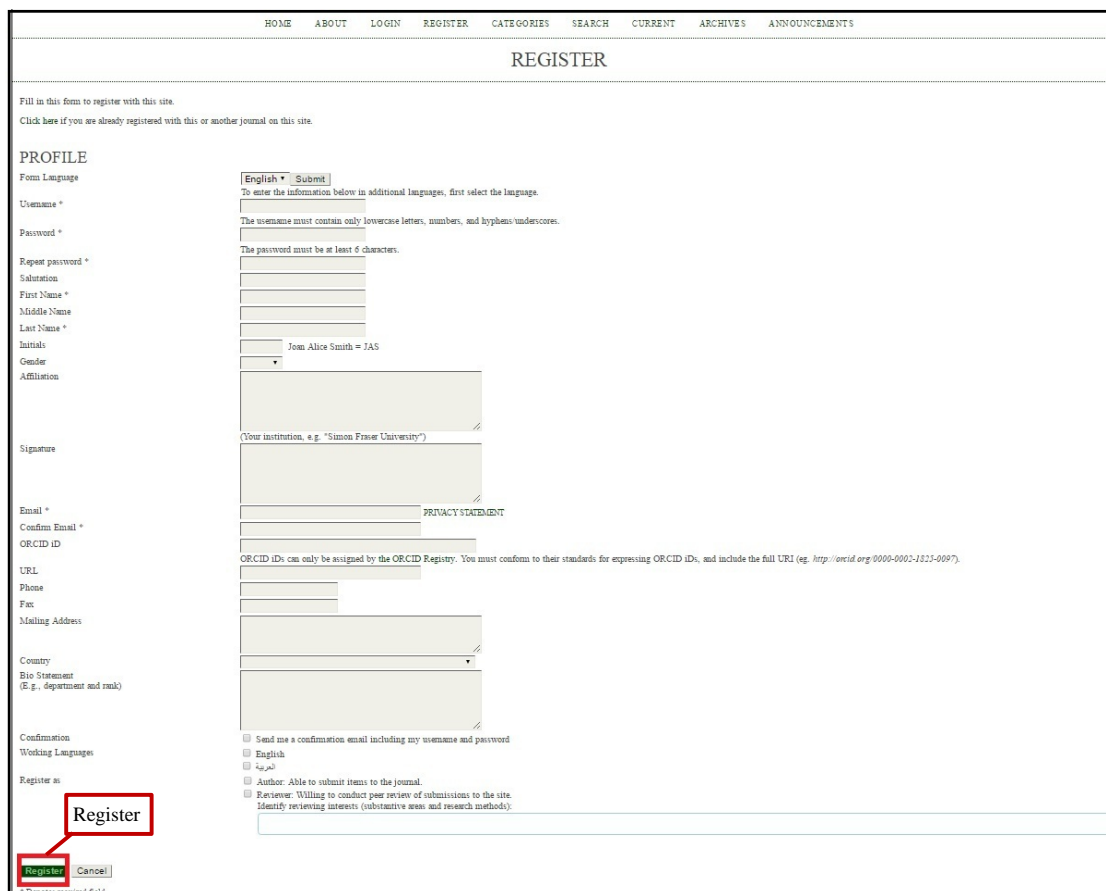 HOME ABOUT LOGIN REGISTER CATEGORIES SEARCH CURRENT ARCHIVES ANNOUNCEMENTS
REGISTER
Fill in this form to register with this site.
Click here if you are already registered with this or another journal on this site.
PROFILE
Form Language English Submit
To enter the information below in additional languages, first select the language.
Username *
The username must contain only lowercase letters, numbers, and hyphens/underscores.
Password *
The password must be at least 6 characters.
Repeat password *
Salutation
First Name *
Middle Name
Last Name *
Initials Joan Alice Smith = JAS
Gender
Affiliation
(Your institution, e.g. "Simon Fraser University")
Signature
Email * PRIVACY STATEMENT
Confirm Email *
ORCID iD
ORCID iDs can only be assigned by the ORCID Registry. You must conform to their standards for expressing ORCID iDs, and include the full URI (eg. http://orcid.org/0000-0002-1825-0097).
URL
Phone
Fax
Mailing Address
Country
Bio Statement
(E.g., department and rank)
Confirmation Send me a confirmation email including my username and password
Working Languages English
العربية
Register as Author: Able to submit items to the journal.
Reviewer: Willing to conduct peer review of submissions to the site.
Identify reviewing interests (substantive areas and research methods):
Register
Register Cancel
* Denotes required field